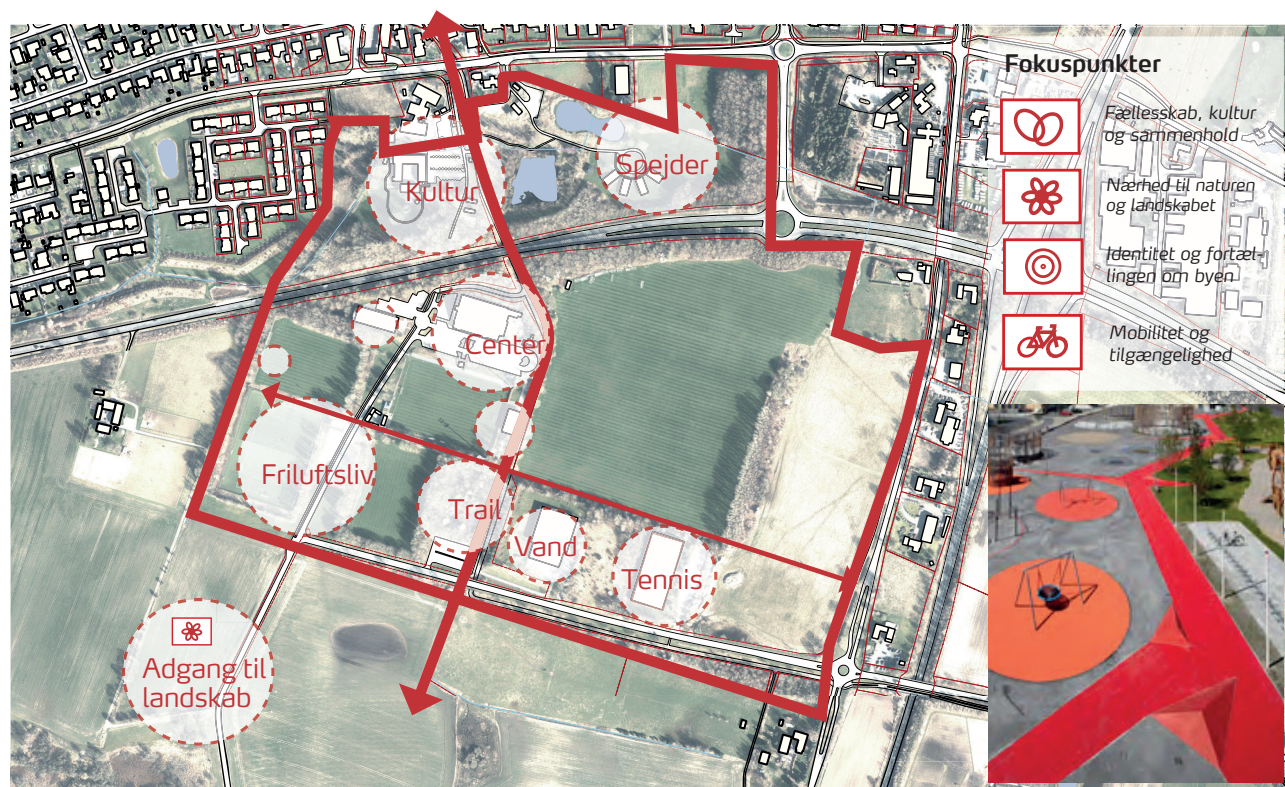 Fokuspunkter
Fællesskab, kultur
og sammenhold
Nærhed til naturen
og landskabet
Identitet og fortæl-
lingen om byen
Mobilitet og
tilgængelighed
Kultur
Spejder
Center
Friluftsliv
Trail
Vand
Tennis
Adgang til
landskab